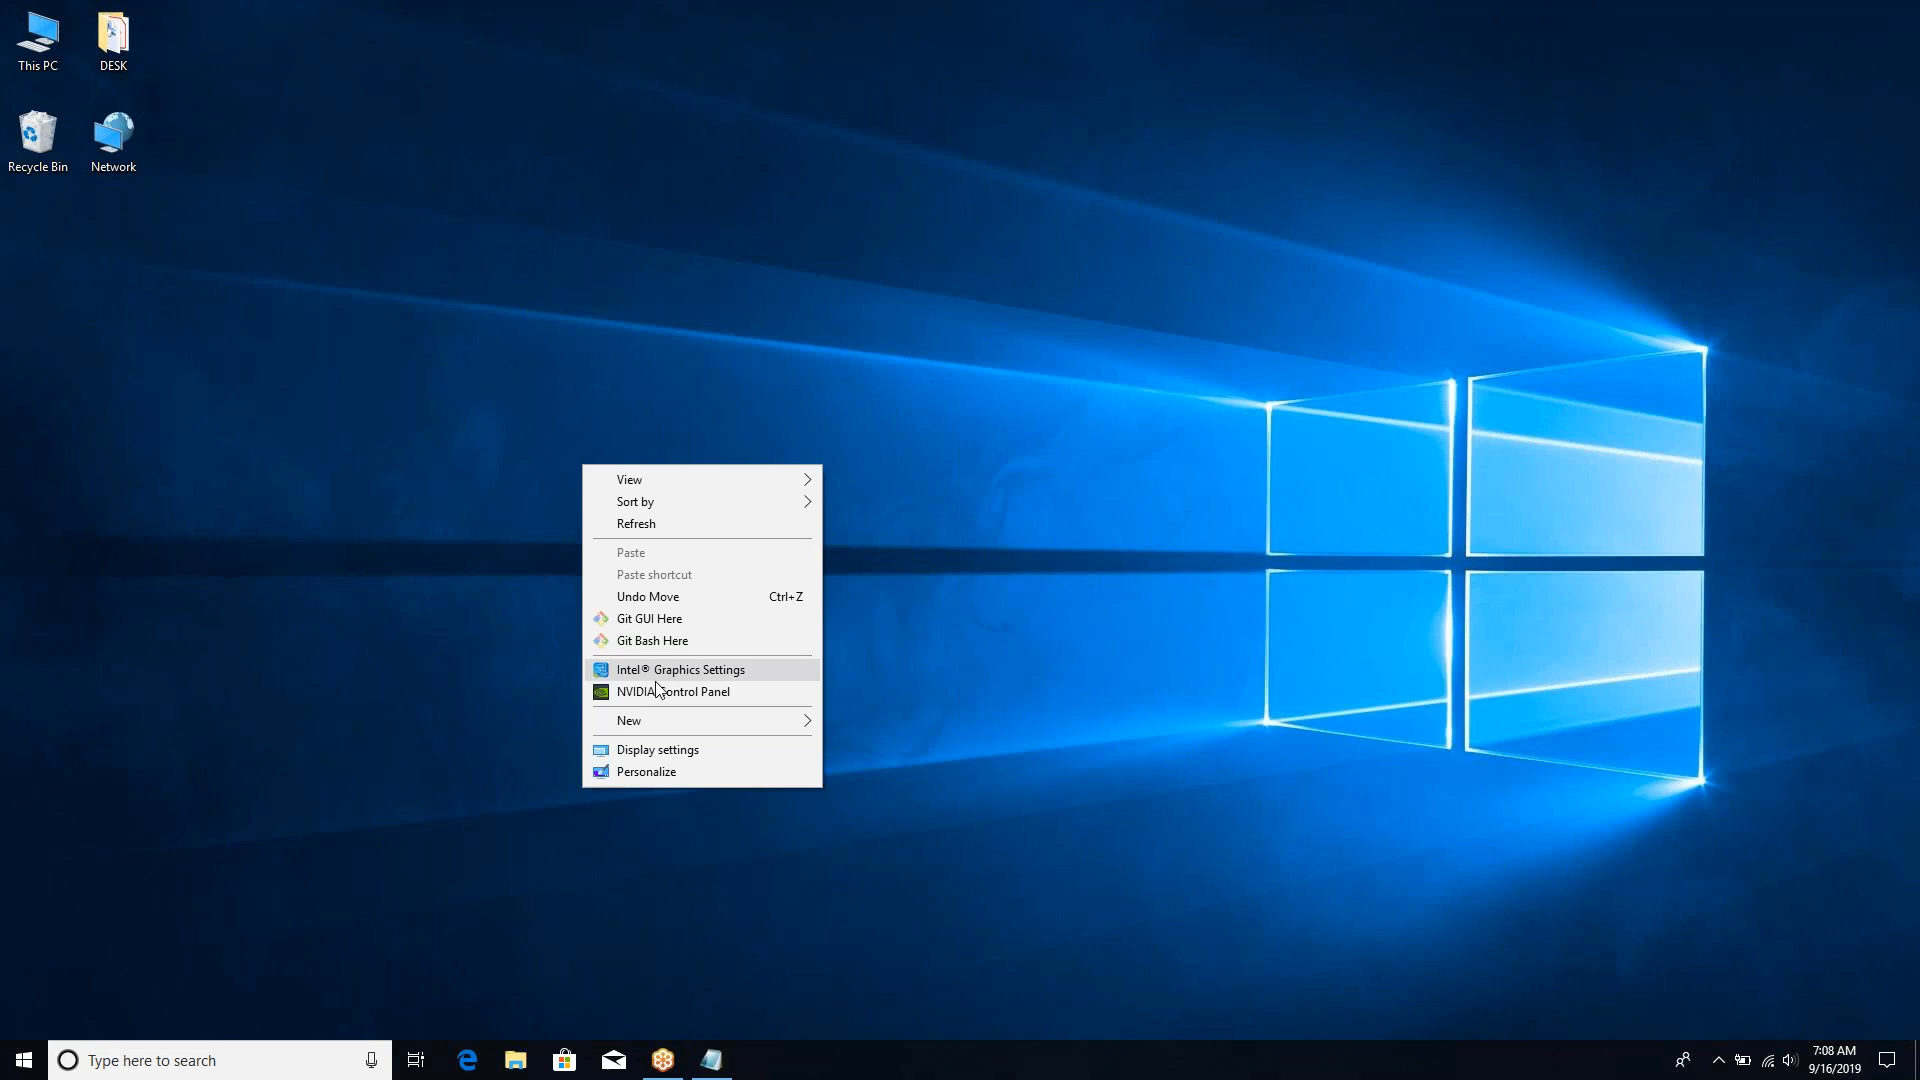 This PC
DESK
Recycle Bin
Network
View
Sort by
Refresh
Paste
Paste shortcut
Undo Move Ctrl+Z
Git GUI Here
Git Bash Here
Intel® Graphics Settings
NVIDIA Control Panel
New
Display settings
Personalize
Type here to search
7:08 AM
9/16/2019